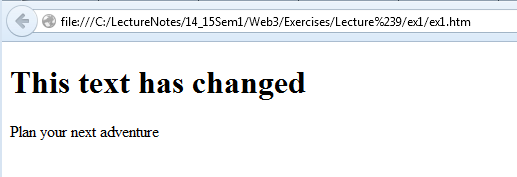 file:///C:/LectureNotes/14_15Sem1/Web3/Exercises/Lecture%239/ex1/ex1.htm
This text has changed
Plan your next adventure